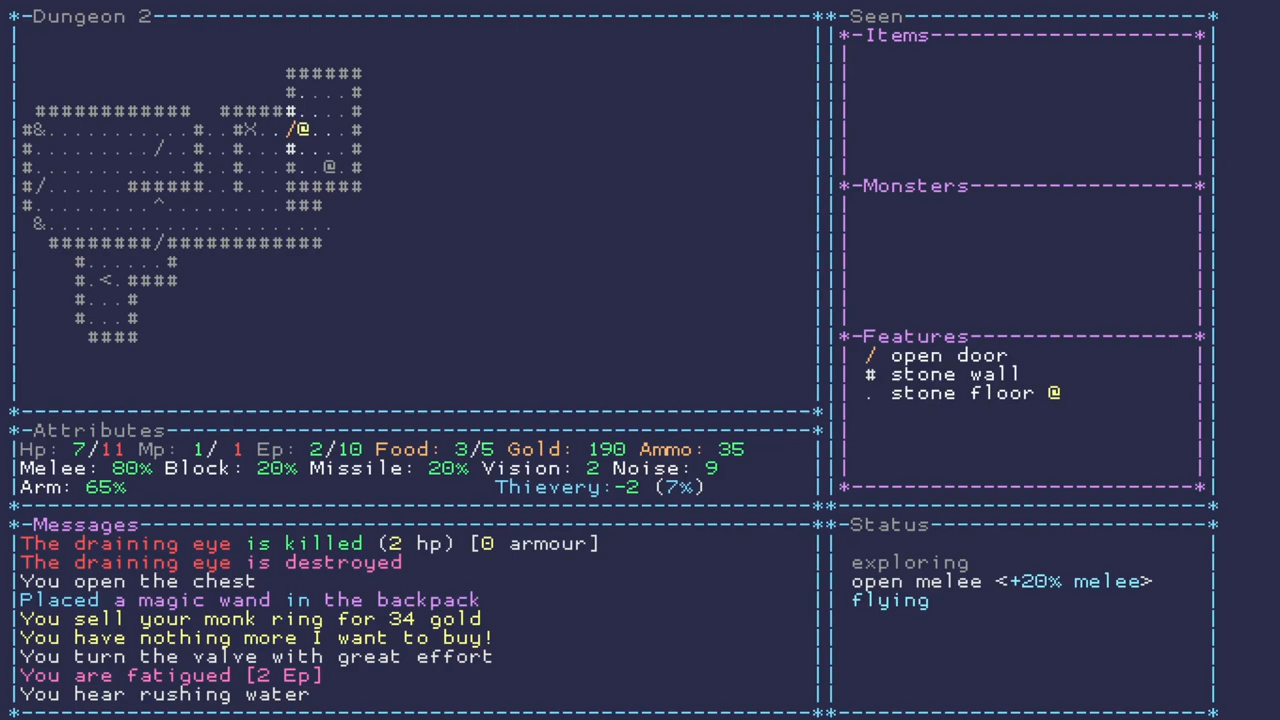 Dungeon 2
######
#....#
############ #####|#....#
#&...........#..#X../@...#
#........./..#..#...#....#
#............#..#...#..@.#
#/......######..#...######
#.........^.........###
&......................
########/############
#......#
#.<.####
#...#
#...#
####
Attributes
Hp: 7/11 Mp: 1/ 1 Ep: 2/10 Food: 3/5 Gold: 190 Ammo: 35
Melee: 80% Block: 20% Missile: 20% Vision: 2 Noise: 9
Arm: 65% Thievery:-2 (7%)
Messages
The draining eye is killed (2 hp) [0 armour]
The draining eye is destroyed
You open the chest
Placed a magic wand in the backpack
You sell your monk ring for 34 gold
You have nothing more I want to buy!
You turn the valve with great effort
You are fatigued [2 Ep]
You hear rushing water
Seen
Items
Monsters
Features
/ open door
# stone wall
. stone floor @
Status
exploring
open melee <+20% melee>
flying